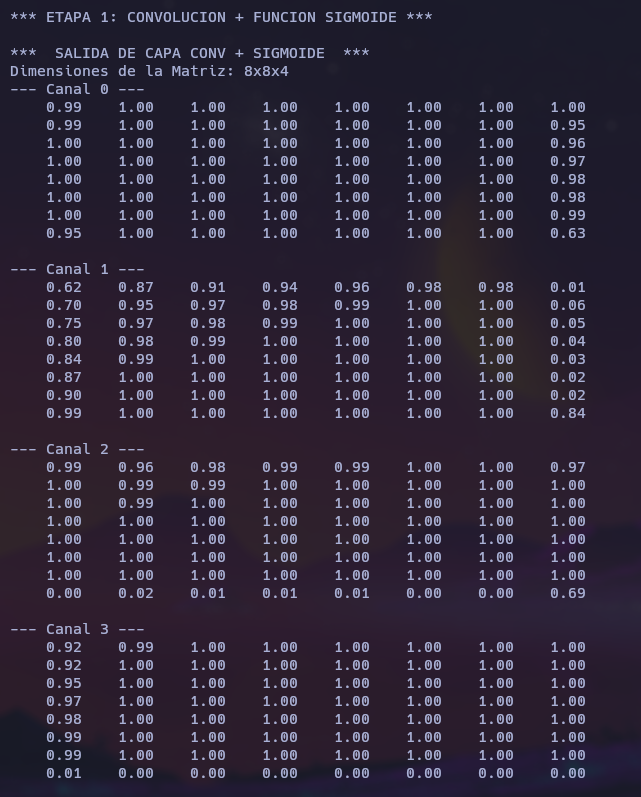 *** ETAPA 1: CONVOLUCION + FUNCION SIGMOIDE ***
***  SALIDA DE CAPA CONV + SIGMOIDE  ***
Dimensiones de la Matriz: 8x8x4
--- Canal 0 ---
0.99 1.00 1.00 1.00 1.00 1.00 1.00 1.00
0.99 1.00 1.00 1.00 1.00 1.00 1.00 0.95
1.00 1.00 1.00 1.00 1.00 1.00 1.00 0.96
1.00 1.00 1.00 1.00 1.00 1.00 1.00 0.97
1.00 1.00 1.00 1.00 1.00 1.00 1.00 0.98
1.00 1.00 1.00 1.00 1.00 1.00 1.00 0.98
1.00 1.00 1.00 1.00 1.00 1.00 1.00 0.99
0.95 1.00 1.00 1.00 1.00 1.00 1.00 0.63
--- Canal 1 ---
0.62 0.87 0.91 0.94 0.96 0.98 0.98 0.01
0.70 0.95 0.97 0.98 0.99 1.00 1.00 0.06
0.75 0.97 0.98 0.99 1.00 1.00 1.00 0.05
0.80 0.98 0.99 1.00 1.00 1.00 1.00 0.04
0.84 0.99 1.00 1.00 1.00 1.00 1.00 0.03
0.87 1.00 1.00 1.00 1.00 1.00 1.00 0.02
0.90 1.00 1.00 1.00 1.00 1.00 1.00 0.02
0.99 1.00 1.00 1.00 1.00 1.00 1.00 0.84
--- Canal 2 ---
0.99 0.96 0.98 0.99 0.99 1.00 1.00 0.97
1.00 0.99 0.99 1.00 1.00 1.00 1.00 1.00
1.00 0.99 1.00 1.00 1.00 1.00 1.00 1.00
1.00 1.00 1.00 1.00 1.00 1.00 1.00 1.00
1.00 1.00 1.00 1.00 1.00 1.00 1.00 1.00
1.00 1.00 1.00 1.00 1.00 1.00 1.00 1.00
1.00 1.00 1.00 1.00 1.00 1.00 1.00 1.00
0.00 0.02 0.01 0.01 0.01 0.00 0.00 0.69
--- Canal 3 ---
0.92 0.99 1.00 1.00 1.00 1.00 1.00 1.00
0.92 1.00 1.00 1.00 1.00 1.00 1.00 1.00
0.95 1.00 1.00 1.00 1.00 1.00 1.00 1.00
0.97 1.00 1.00 1.00 1.00 1.00 1.00 1.00
0.98 1.00 1.00 1.00 1.00 1.00 1.00 1.00
0.99 1.00 1.00 1.00 1.00 1.00 1.00 1.00
0.99 1.00 1.00 1.00 1.00 1.00 1.00 1.00
0.01 0.00 0.00 0.00 0.00 0.00 0.00 0.00